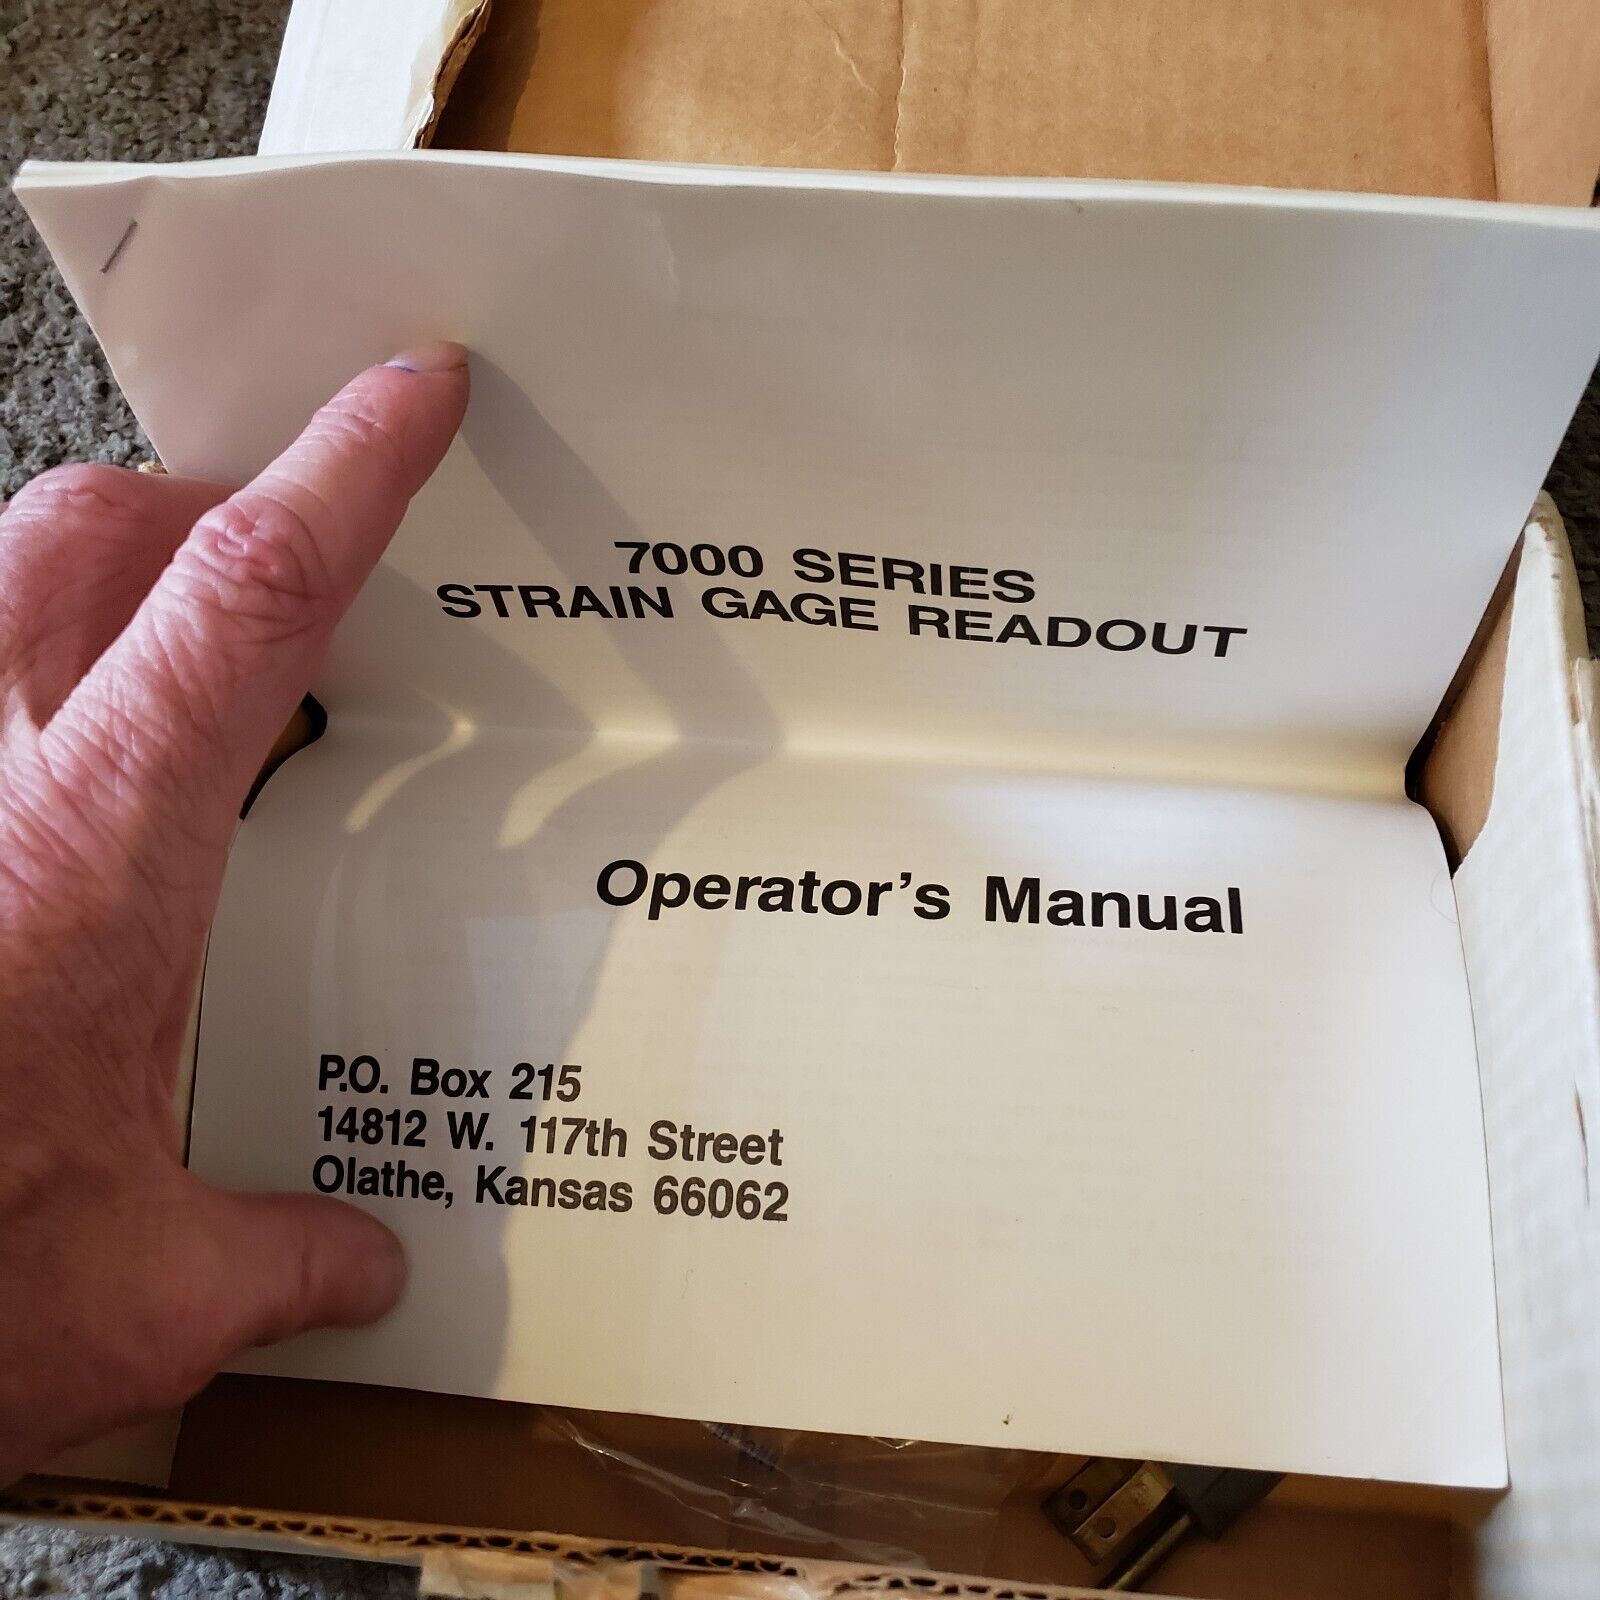 7000 SERIES
STRAIN GAGE READOUT
Operator's Manual
P.O. Box 215
14812 W. 117th Street
Olathe, Kansas 66062